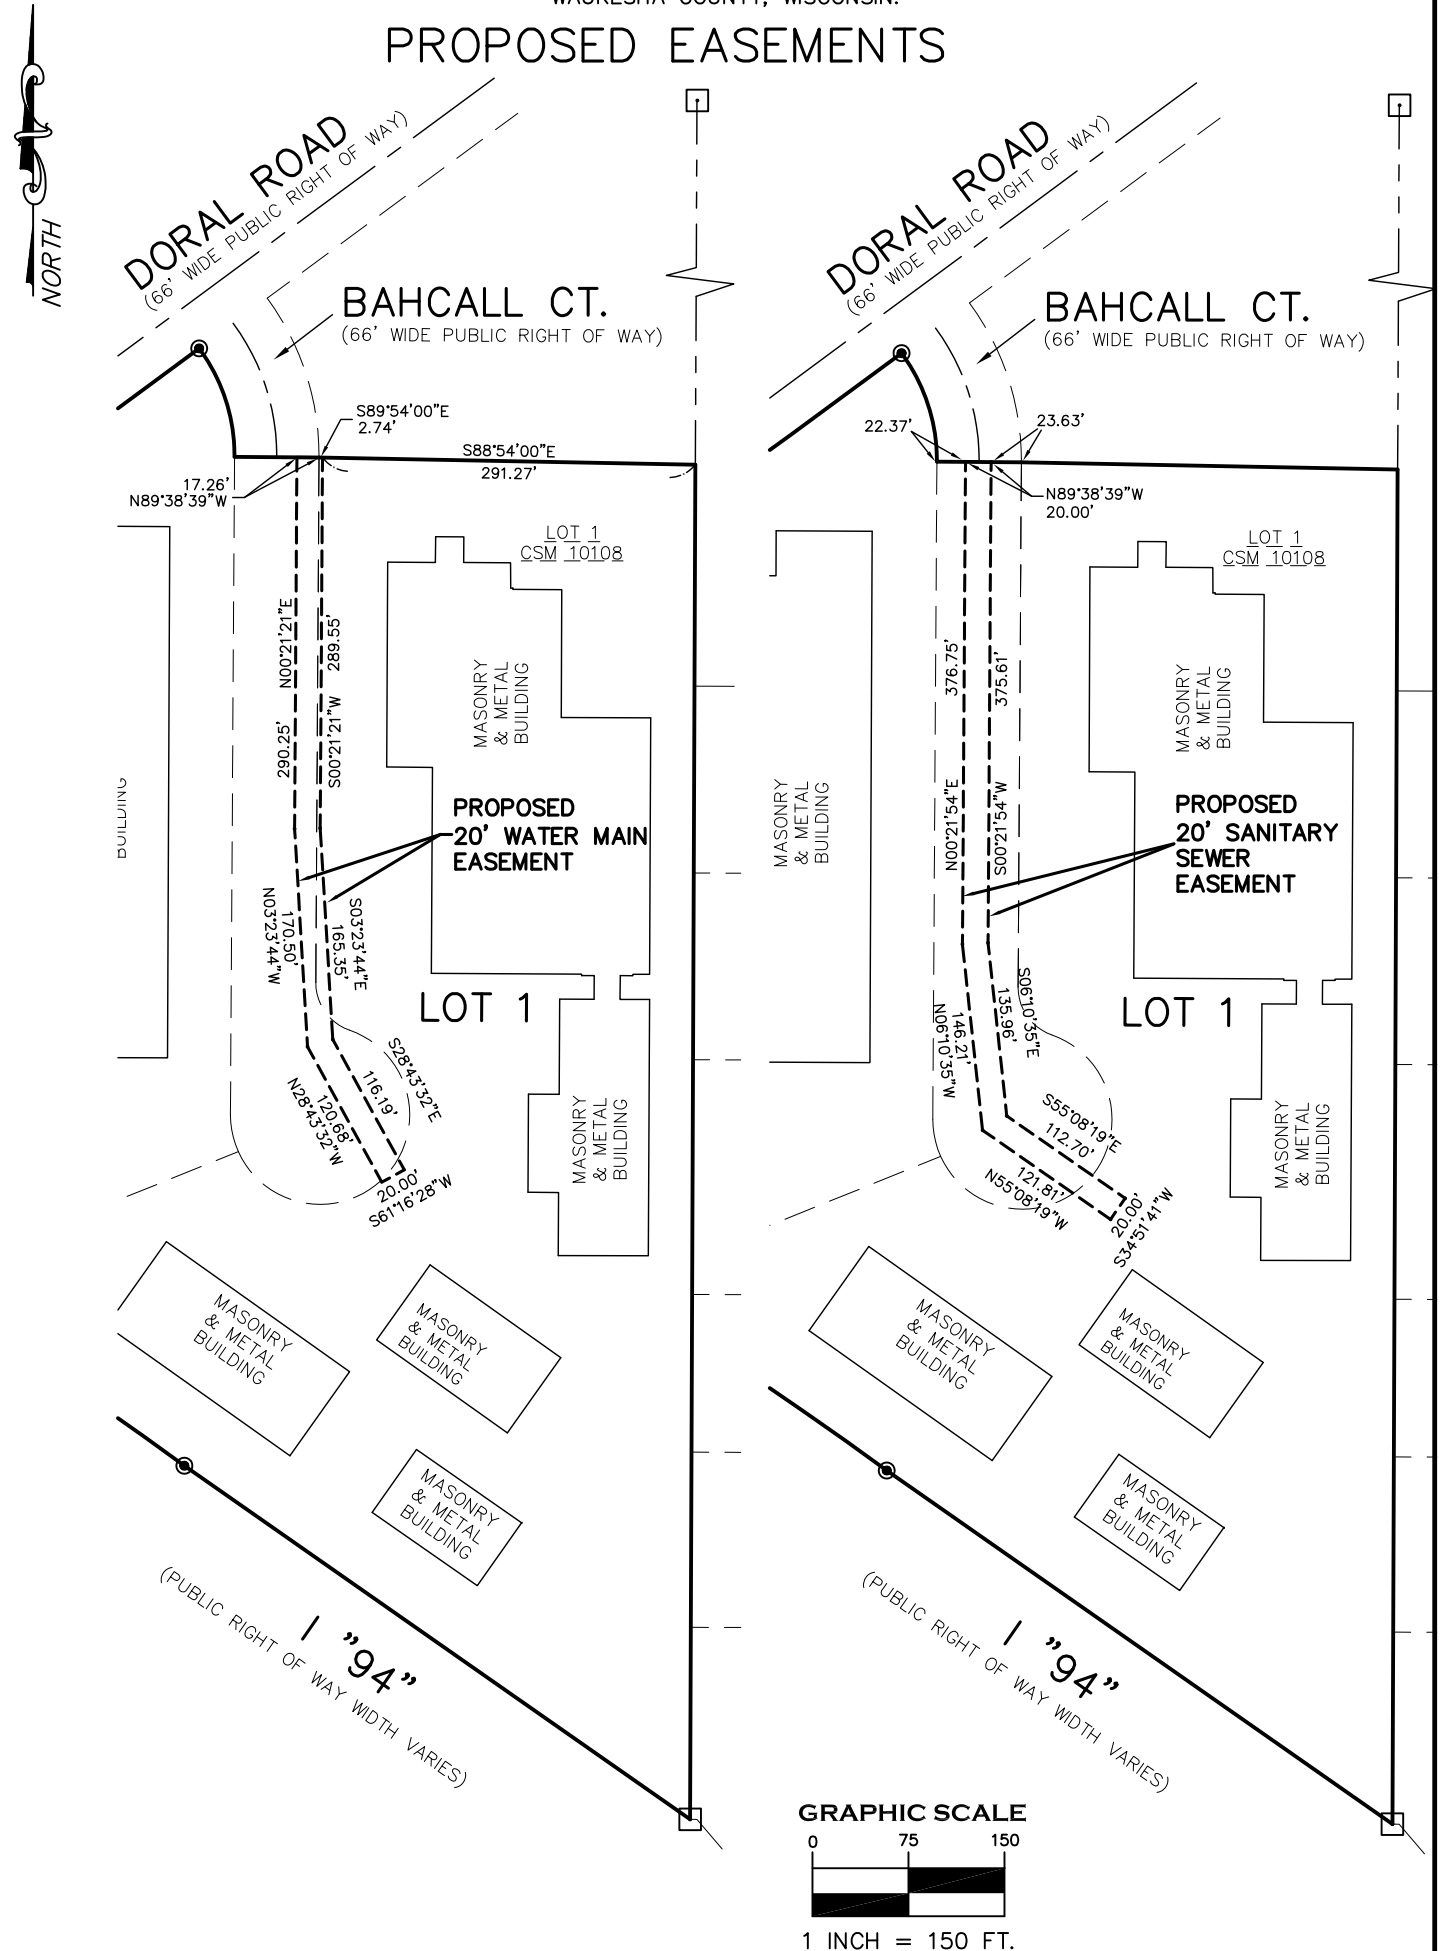 WAUKESHA COUNTY, WISCONSIN.
PROPOSED EASEMENTS
NORTH
DORAL ROAD
(66' WIDE PUBLIC RIGHT OF WAY)
BAHCALL CT.
(66' WIDE PUBLIC RIGHT OF WAY)
S89°54'00"E
2.74'
S88°54'00"E
291.27'
17.26'
N89°38'39"W
LOT 1
CSM 10108
N00°21'21"E
290.25'
289.55'
S00°21'21"W
MASONRY
& METAL
BUILDING
BUILDING
PROPOSED
20' WATER MAIN
EASEMENT
170.50'
N03°23'44"W
S03°23'44"E
165.35'
LOT 1
S28°43'32"E
116.19'
120.68'
N28°43'32"W
20.00'
S61°16'28"W
MASONRY
& METAL
BUILDING
MASONRY
& METAL
BUILDING
MASONRY
& METAL
BUILDING
MASONRY
& METAL
BUILDING
I "94"
(PUBLIC RIGHT OF WAY WIDTH VARIES)
DORAL ROAD
(66' WIDE PUBLIC RIGHT OF WAY)
BAHCALL CT.
(66' WIDE PUBLIC RIGHT OF WAY)
22.37'
23.63'
N89°38'39"W
20.00'
LOT 1
CSM 10108
376.75'
N00°21'54"E
375.61'
S00°21'54"W
MASONRY
& METAL
BUILDING
MASONRY
& METAL
BUILDING
PROPOSED
20' SANITARY
SEWER
EASEMENT
146.21'
N06°10'35"W
S06°10'35"E
135.96'
LOT 1
S55°08'19"E
112.70'
121.81'
N55°08'19"W
20.00'
S34°51'41"W
MASONRY
& METAL
BUILDING
MASONRY
& METAL
BUILDING
MASONRY
& METAL
BUILDING
MASONRY
& METAL
BUILDING
I "94"
(PUBLIC RIGHT OF WAY WIDTH VARIES)
GRAPHIC SCALE
0 75 150
1 INCH = 150 FT.